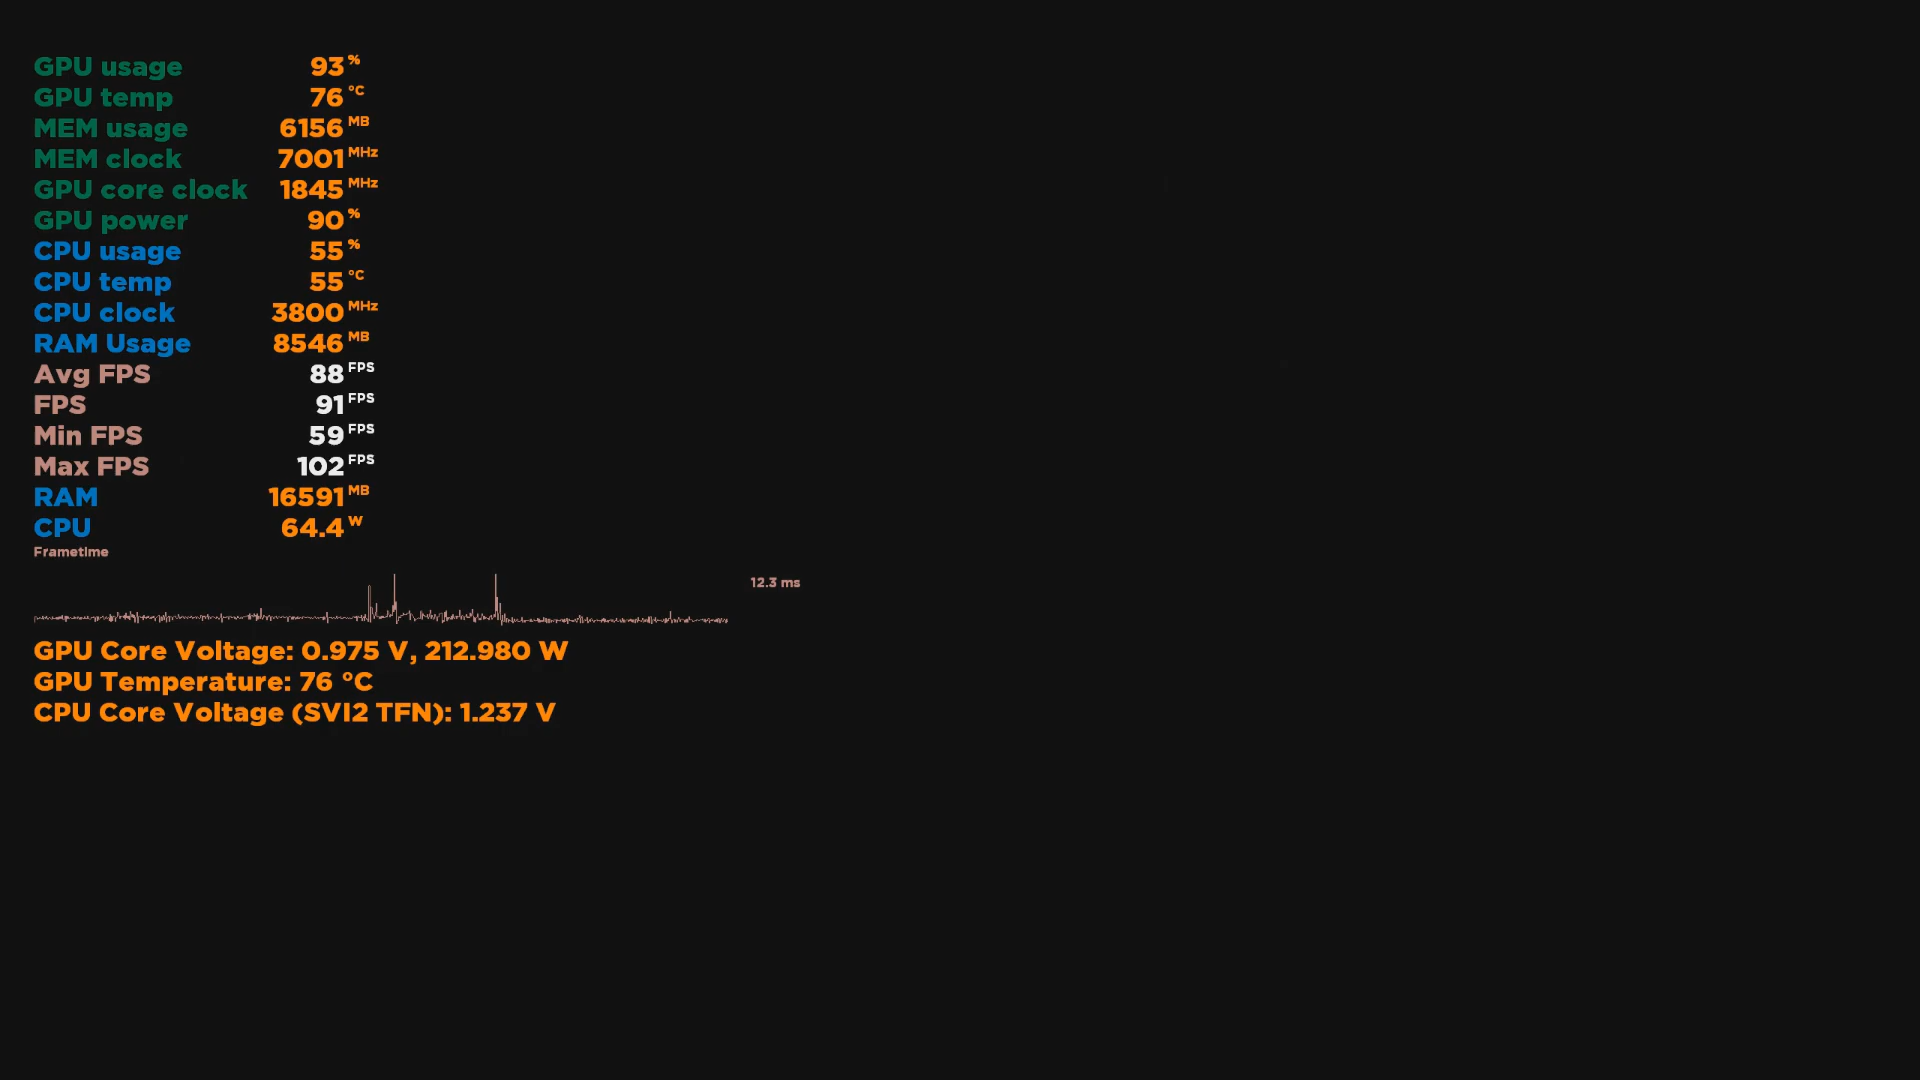 GPU usage 93 %
GPU temp 76 °C
MEM usage 6156 MB
MEM clock 7001 MHz
GPU core clock 1845 MHz
GPU power 90 %
CPU usage 55 %
CPU temp 55 °C
CPU clock 3800 MHz
RAM Usage 8546 MB
Avg FPS 88 FPS
FPS 91 FPS
Min FPS 59 FPS
Max FPS 102 FPS
RAM 16591 MB
CPU 64.4 W
Frametime
12.3 ms
GPU Core Voltage: 0.975 V, 212.980 W
GPU Temperature: 76 °C
CPU Core Voltage (SVI2 TFN): 1.237 V